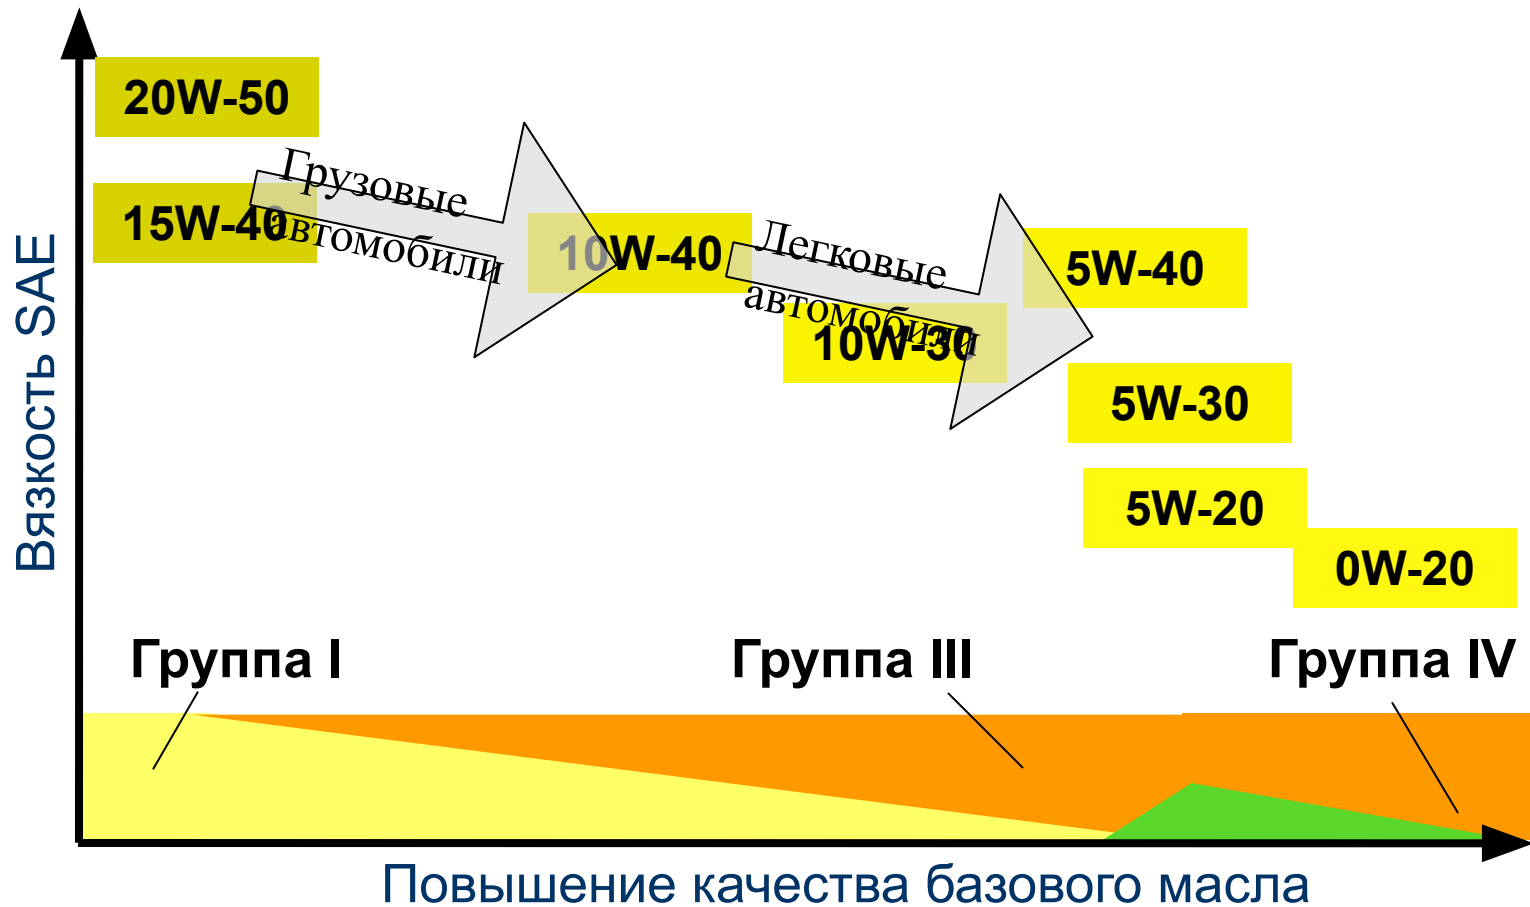 20W-50
Грузовые
автомобили
15W-40
10W-40
Легковые
автомобили
5W-40
10W-30
5W-30
5W-20
0W-20
Вязкость SAE
Группа I
Группа III
Группа IV
Повышение качества базового масла